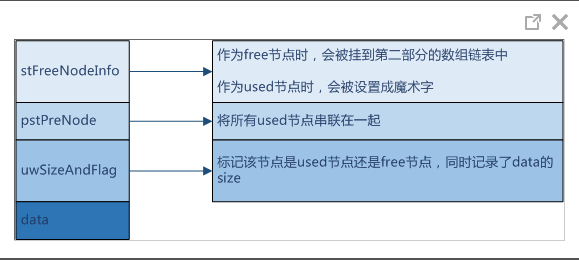 stFreeNodeInfo
作为free节点时，会被挂到第二部分的数组链表中
作为used节点时，会被设置成魔术字
pstPreNode
将所有used节点串联在一起
uwSizeAndFlag
标记该节点是used节点还是free节点，同时记录了data的
size
data